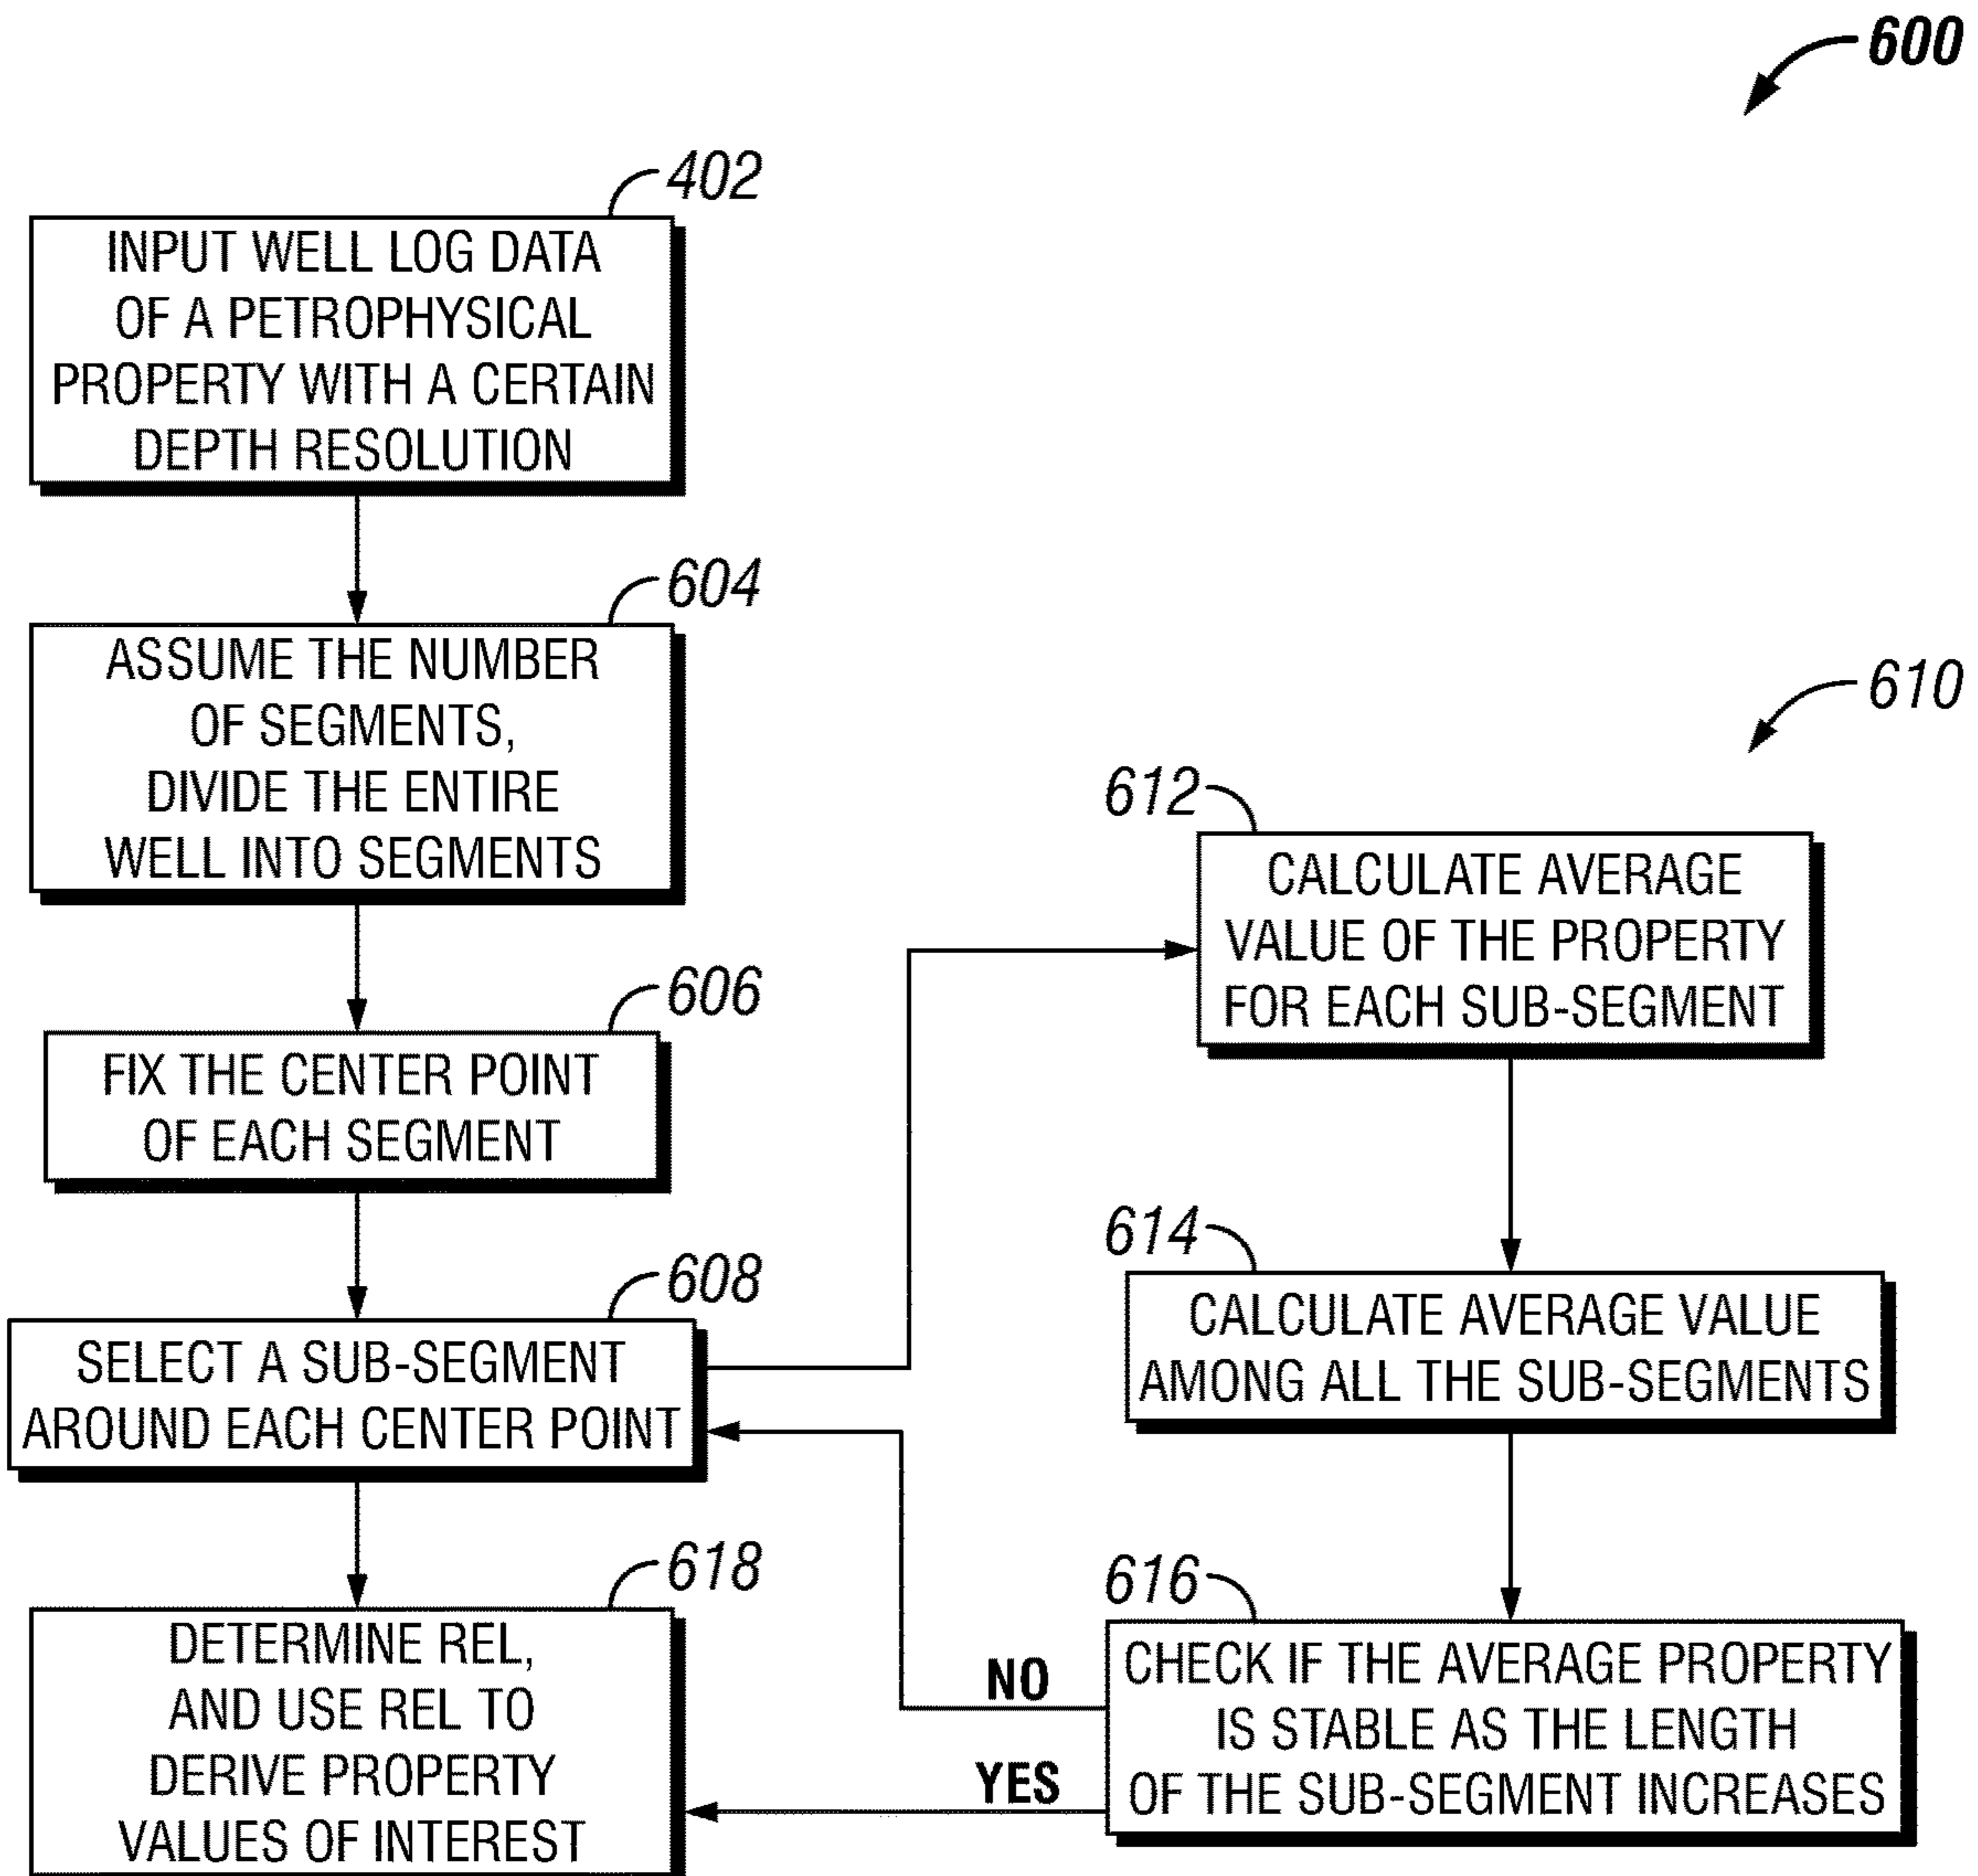 600
402
INPUT WELL LOG DATA
OF A PETROPHYSICAL
PROPERTY WITH A CERTAIN
DEPTH RESOLUTION
604
ASSUME THE NUMBER
OF SEGMENTS,
DIVIDE THE ENTIRE
WELL INTO SEGMENTS
606
FIX THE CENTER POINT
OF EACH SEGMENT
608
SELECT A SUB-SEGMENT
AROUND EACH CENTER POINT
610
612
CALCULATE AVERAGE
VALUE OF THE PROPERTY
FOR EACH SUB-SEGMENT
614
CALCULATE AVERAGE VALUE
AMONG ALL THE SUB-SEGMENTS
616
CHECK IF THE AVERAGE PROPERTY
IS STABLE AS THE LENGTH
OF THE SUB-SEGMENT INCREASES
NO
YES
618
DETERMINE REL,
AND USE REL TO
DERIVE PROPERTY
VALUES OF INTEREST